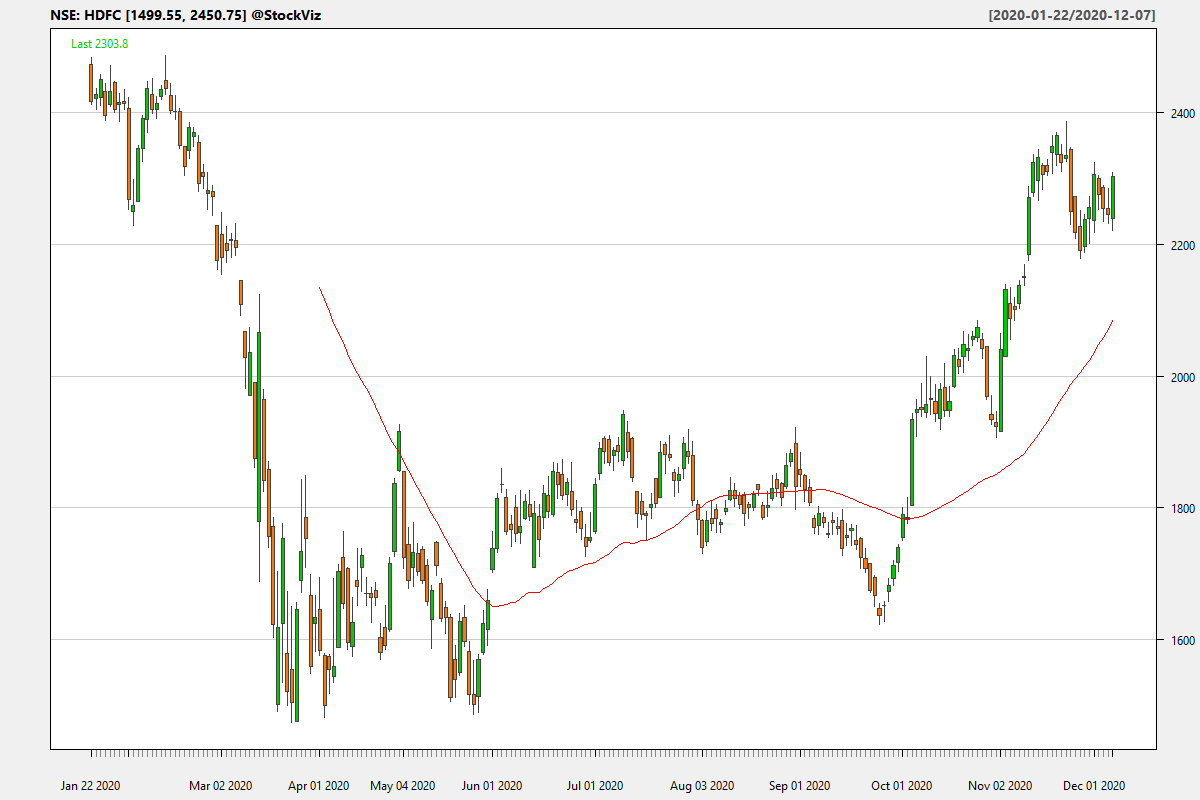 NSE: HDFC [1499.55, 2450.75] @StockViz [2020-01-22/2020-12-07]
Last 2303.8
2400
2200
2000
1800
1600
Jan 22 2020 Mar 02 2020 Apr 01 2020 May 04 2020 Jun 01 2020 Jul 01 2020 Aug 03 2020 Sep 01 2020 Oct 01 2020 Nov 02 2020 Dec 01 2020